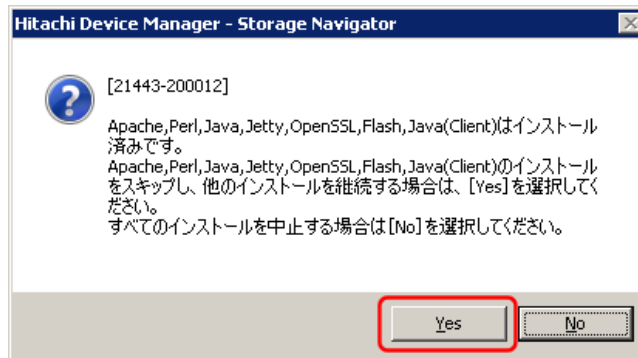 Hitachi Device Manager - Storage Navigator
[21443-200012]
Apache,Perl,Java,Jetty,OpenSSL,Flash,Java(Client)はインストール
済みです。
Apache,Perl,Java,Jetty,OpenSSL,Flash,Java(Client)のインストール
をスキップし、他のインストールを継続する場合は、[Yes]を選択してく
ださい。
すべてのインストールを中止する場合は[No]を選択してください。
Yes
No